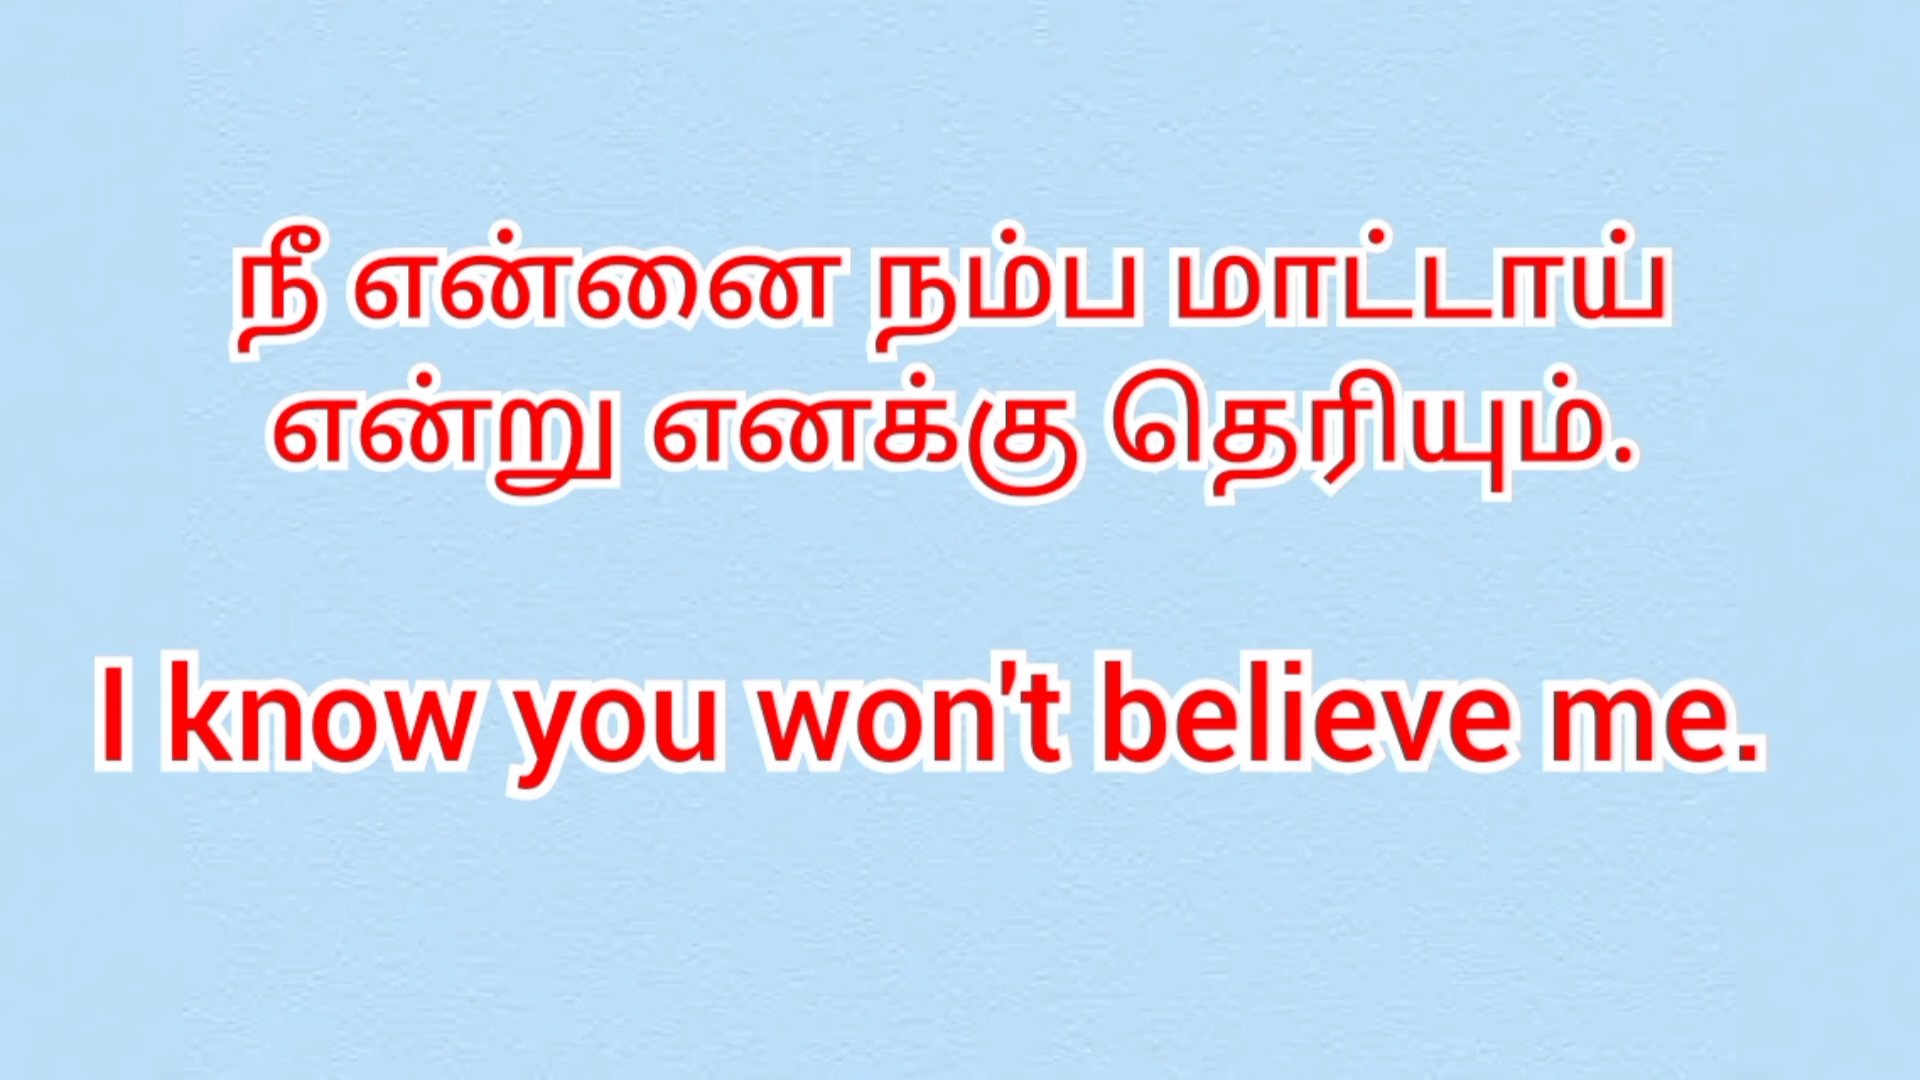 நீ என்னை நம்ப மாட்டாய்
என்று எனக்கு தெரியும்.
I know you won't believe me.